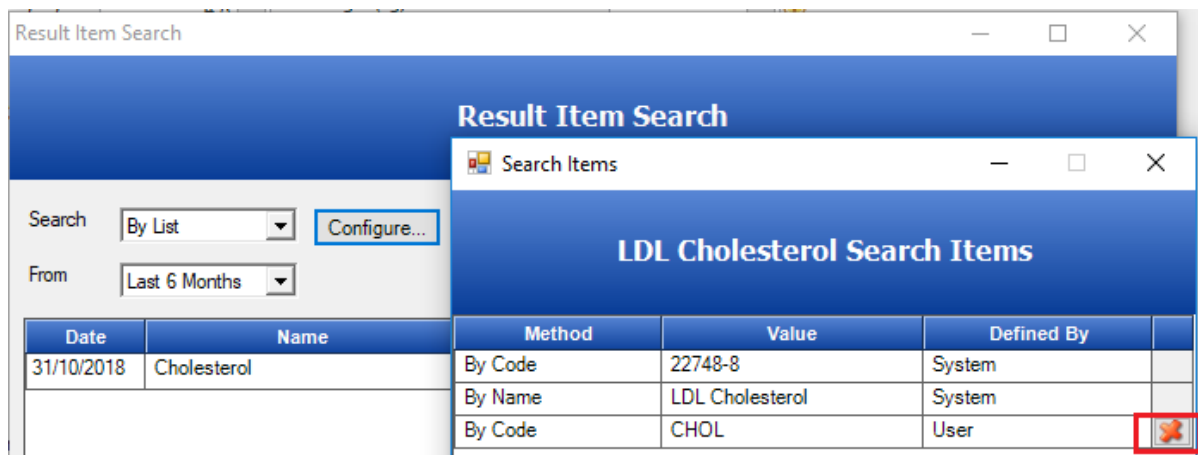 Result Item Search
Result Item Search
Search Items
Search By List Configure...
LDL Cholesterol Search Items
From Last 6 Months
Date Name
Method Value Defined By
31/10/2018 Cholesterol
By Code 22748-8 System
By Name LDL Cholesterol System
By Code CHOL User